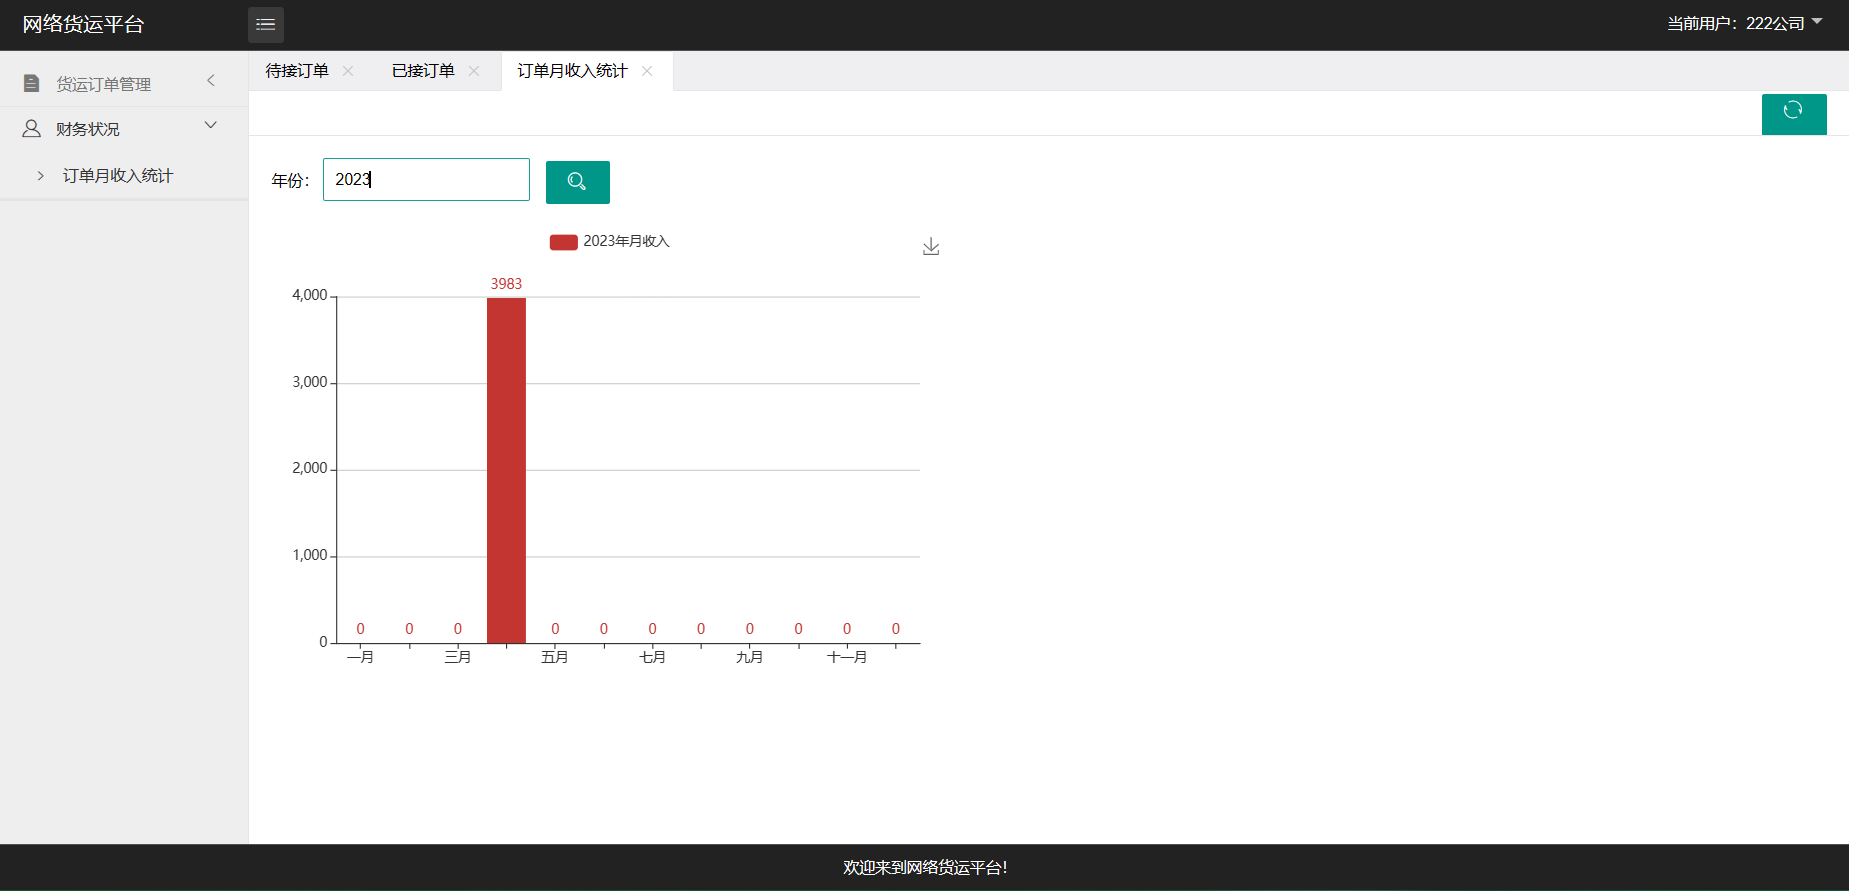 网络货运平台
当前用户：222公司
货运订单管理
财务状况
订单月收入统计
待接订单
已接订单
订单月收入统计
年份：
2023
2023年月收入
3983
4,000
3,000
2,000
1,000
0
0 0 0 0 0 0 0 0 0 0 0
一月 三月 五月 七月 九月 十一月
欢迎来到网络货运平台！